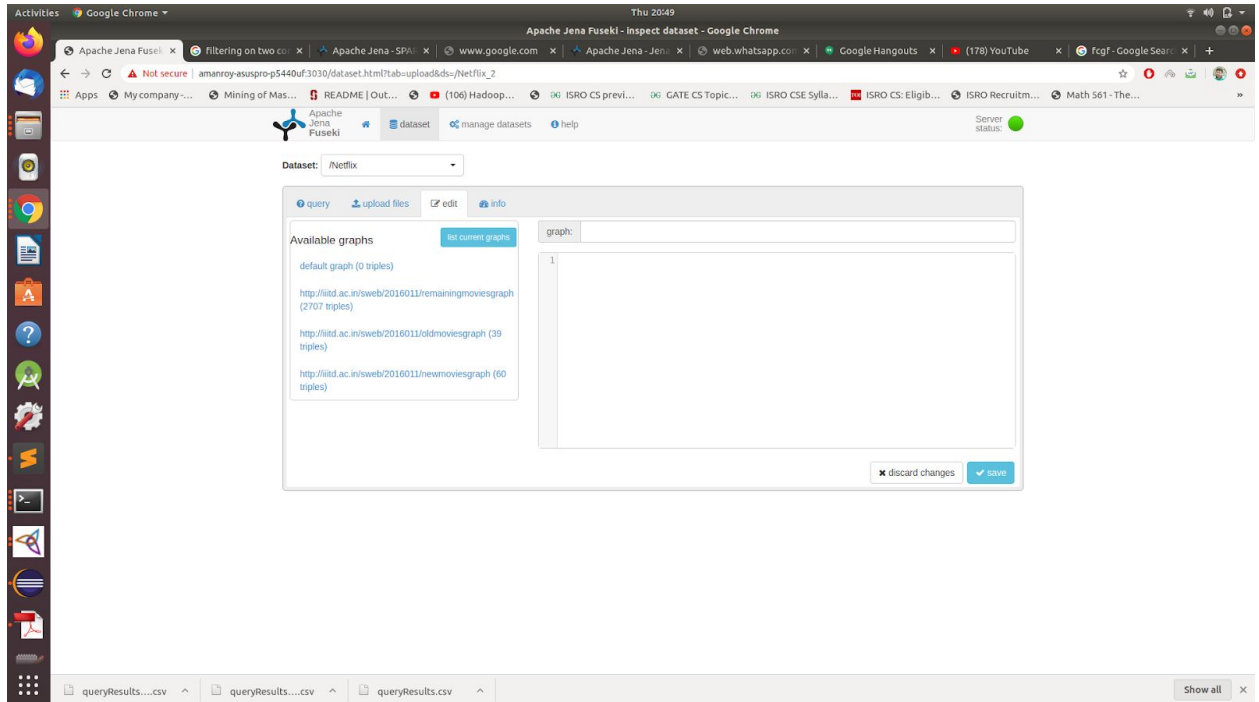 Activities Google Chrome Thu 20:49
Apache Jena Fuseki - inspect dataset - Google Chrome
Apache Jena Fusek × Filtering on two co × Apache Jena - SPA × www.google.com × Apache Jena - Jena × web.whatsapp.com × Google Hangouts × (178) YouTube × fcgf - Google Searc × +
Not secure amanroy-asuspro-p5440uf:3030/dataset.html?tab=upload&ds=/Netflix_2
Apps My company-... Mining of Mas... README | Out... (106) Hadoop... ISRO CS previ... GATE CS Topic... ISRO CSE Sylla... ISRO CS: Eligib... ISRO Recruitm... Math 561 - The... »
Apache Jena Fuseki dataset manage datasets help Server status:
Dataset: /Netflix
query upload files edit info
Available graphs list current graphs graph:
default graph (0 triples) 1
http://iiitd.ac.in/sweb/2016011/remainingmoviesgraph
(2707 triples)
http://iiitd.ac.in/sweb/2016011/oldmoviesgraph (39
triples)
http://iiitd.ac.in/sweb/2016011/newmoviesgraph (60
triples)
discard changes save
queryResults....csv queryResults....csv queryResults.csv Show all ×